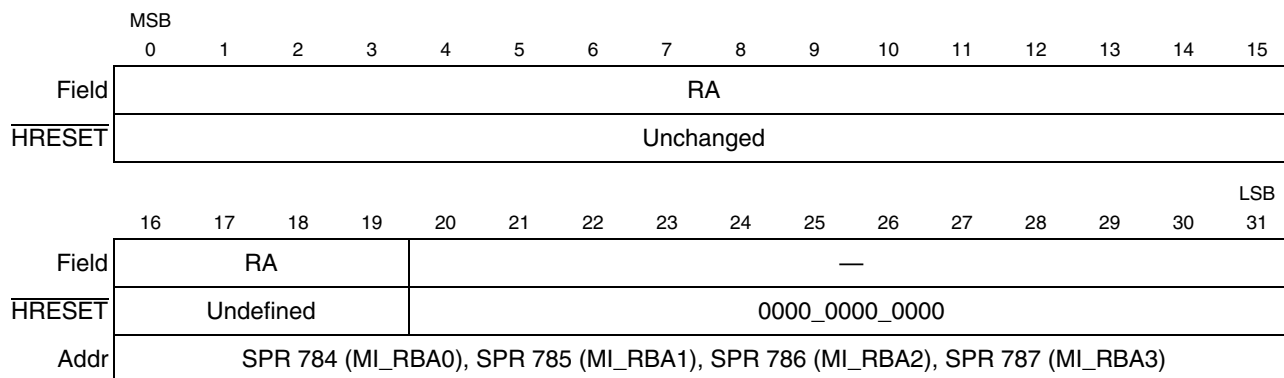 MSB
0 1 2 3 4 5 6 7 8 9 10 11 12 13 14 15
Field RA
HRESET Unchanged
LSB
16 17 18 19 20 21 22 23 24 25 26 27 28 29 30 31
Field RA —
HRESET Undefined 0000_0000_0000
Addr SPR 784 (MI_RBA0), SPR 785 (MI_RBA1), SPR 786 (MI_RBA2), SPR 787 (MI_RBA3)